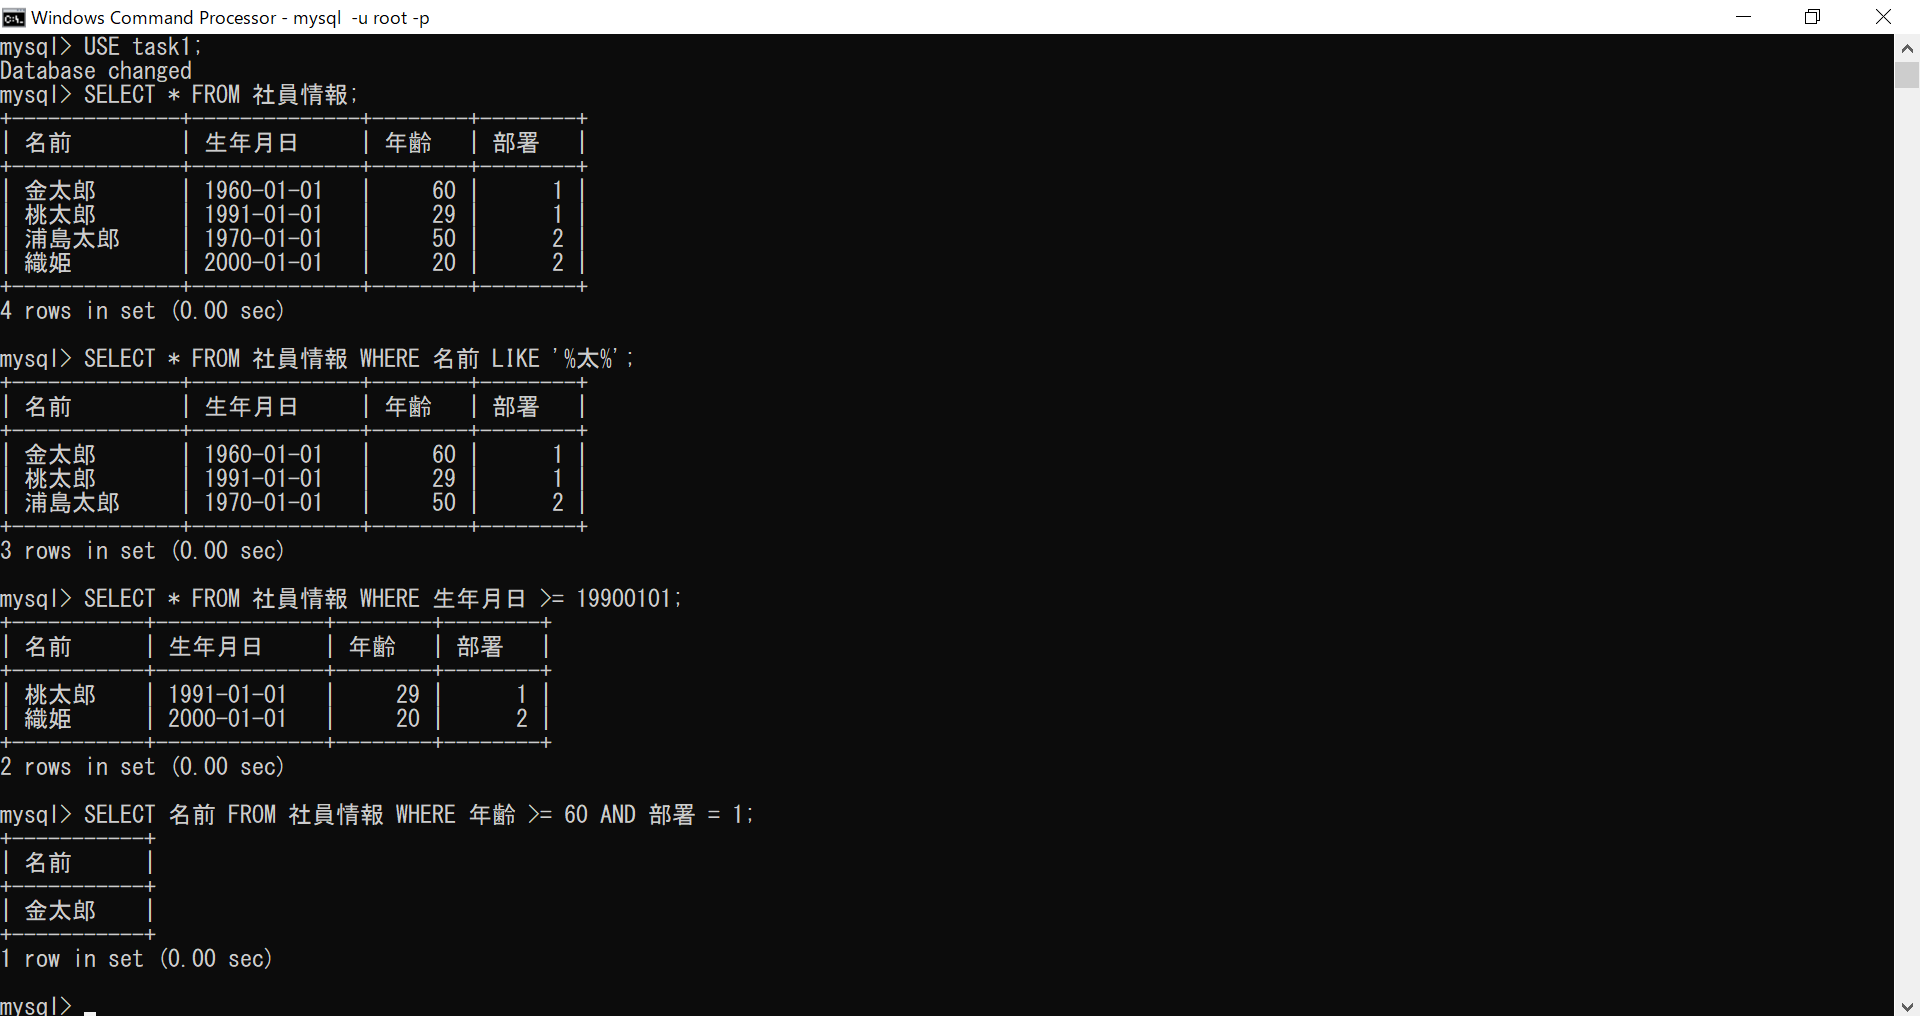 Windows Command Processor - mysql  -u root -p
mysql> USE task1;
Database changed
mysql> SELECT * FROM 社員情報;
+--------------+--------------+--------+--------+
| 名前         | 生年月日     | 年齢   | 部署   |
+--------------+--------------+--------+--------+
| 金太郎       | 1960-01-01   |     60 |      1 |
| 桃太郎       | 1991-01-01   |     29 |      1 |
| 浦島太郎     | 1970-01-01   |     50 |      2 |
| 織姫         | 2000-01-01   |     20 |      2 |
+--------------+--------------+--------+--------+
4 rows in set (0.00 sec)
mysql> SELECT * FROM 社員情報 WHERE 名前 LIKE '%太%';
+--------------+--------------+--------+--------+
| 名前         | 生年月日     | 年齢   | 部署   |
+--------------+--------------+--------+--------+
| 金太郎       | 1960-01-01   |     60 |      1 |
| 桃太郎       | 1991-01-01   |     29 |      1 |
| 浦島太郎     | 1970-01-01   |     50 |      2 |
+--------------+--------------+--------+--------+
3 rows in set (0.00 sec)
mysql> SELECT * FROM 社員情報 WHERE 生年月日 >= 19900101;
+-----------+--------------+--------+--------+
| 名前      | 生年月日     | 年齢   | 部署   |
+-----------+--------------+--------+--------+
| 桃太郎    | 1991-01-01   |     29 |      1 |
| 織姫      | 2000-01-01   |     20 |      2 |
+-----------+--------------+--------+--------+
2 rows in set (0.00 sec)
mysql> SELECT 名前 FROM 社員情報 WHERE 年齢 >= 60 AND 部署 = 1;
+-----------+
| 名前      |
+-----------+
| 金太郎    |
+-----------+
1 row in set (0.00 sec)
mysql>